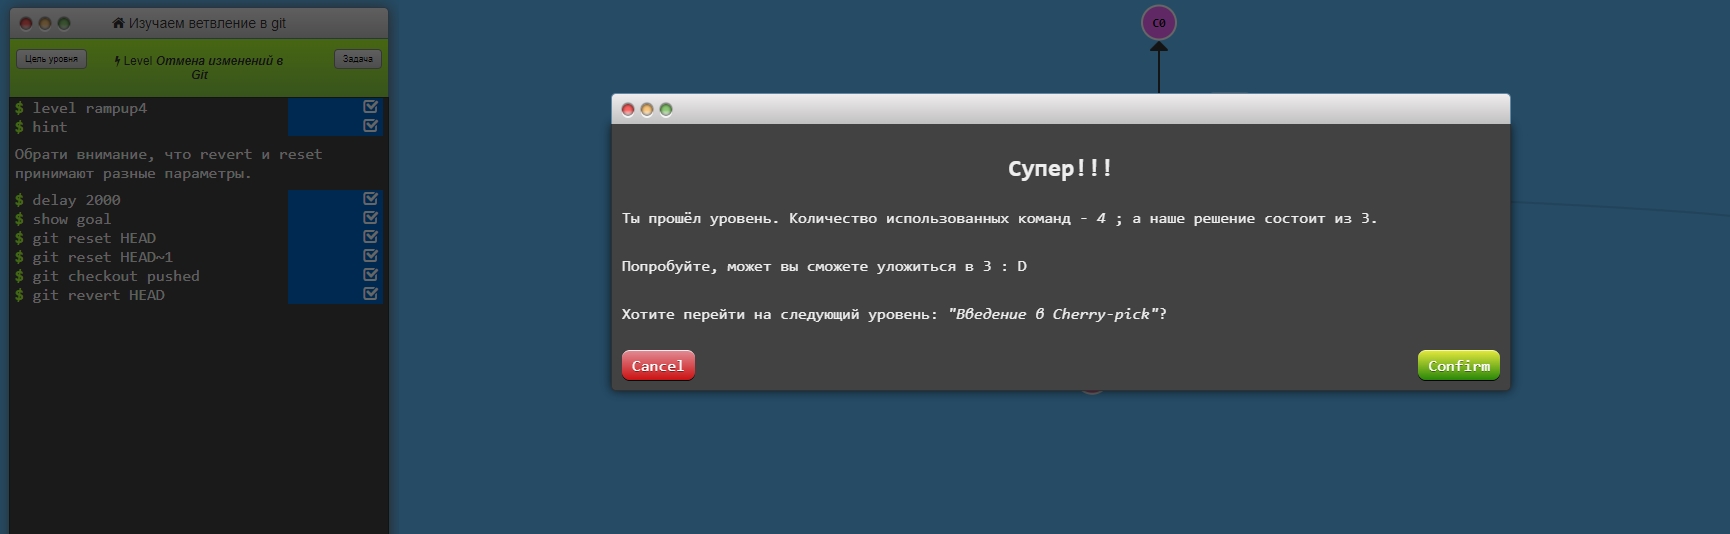 Изучаем ветвление в git
Цель уровня
Level Отмена изменений в
Git
Задача
$ level rampup4
$ hint
Обрати внимание, что revert и reset
принимают разные параметры.
$ delay 2000
$ show goal
$ git reset HEAD
$ git reset HEAD~1
$ git checkout pushed
$ git revert HEAD
C0
Супер!!!
Ты прошёл уровень. Количество использованных команд - 4 ; а наше решение состоит из 3.
Попробуйте, может вы сможете уложиться в 3 : D
Хотите перейти на следующий уровень: "Введение в Cherry-pick"?
Cancel
Confirm